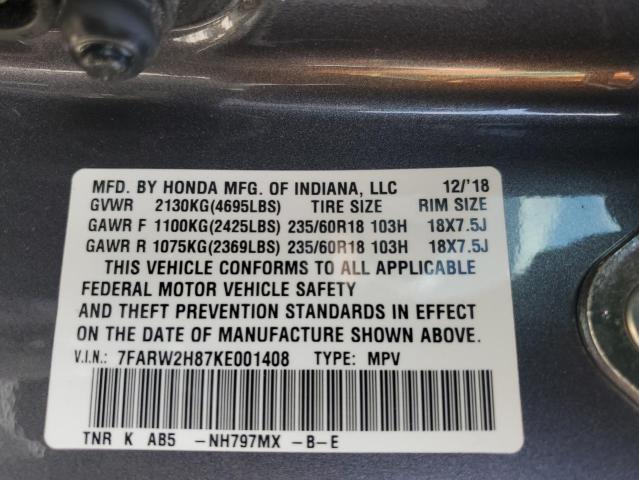 MFD. BY HONDA MFG. OF INDIANA, LLC 12/'18
GVWR 2130KG(4695LBS) TIRE SIZE RIM SIZE
GAWR F 1100KG(2425LBS) 235/60R18 103H 18X7.5J
GAWR R 1075KG(2369LBS) 235/60R18 103H 18X7.5J
THIS VEHICLE CONFORMS TO ALL APPLICABLE
FEDERAL MOTOR VEHICLE SAFETY
AND THEFT PREVENTION STANDARDS IN EFFECT
ON THE DATE OF MANUFACTURE SHOWN ABOVE.
V.I.N.: 7FARW2H87KE001408 TYPE: MPV
TNR K AB5 -NH797MX -B-E